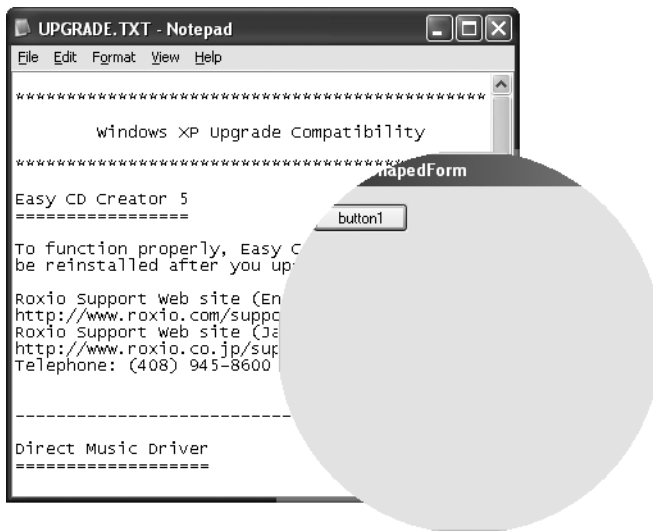 UPGRADE.TXT - Notepad
File Edit Format View Help
************************************************
Windows XP Upgrade Compatibility
****************************************
Easy CD Creator 5
=================
To function properly, Easy C
be reinstalled after you up
Roxio Support Web site (En
http://www.roxio.com/suppo
Roxio Support Web site (Ja
http://www.roxio.co.jp/sup
Telephone: (408) 945-8600
----------------------------
Direct Music Driver
===================
hapedForm
button1